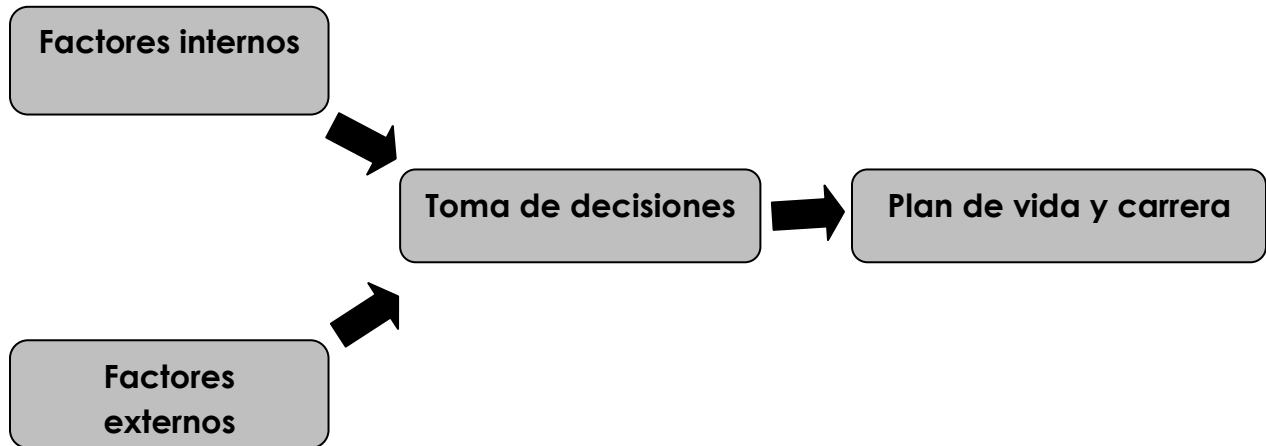 Factores internos
Toma de decisiones
Plan de vida y carrera
Factores
externos